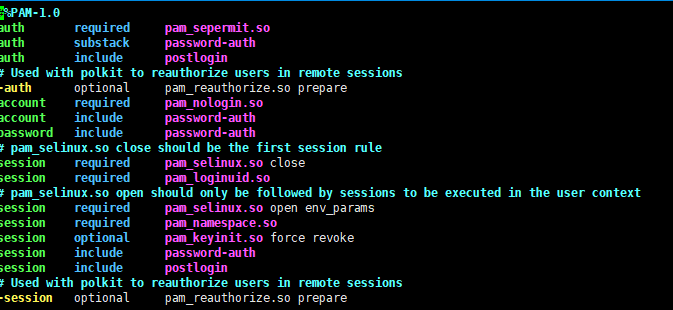 #%PAM-1.0
auth required pam_sepermit.so
auth substack password-auth
auth include postlogin
# Used with polkit to reauthorize users in remote sessions
-auth optional pam_reauthorize.so prepare
account required pam_nologin.so
account include password-auth
password include password-auth
# pam_selinux.so close should be the first session rule
session required pam_selinux.so close
session required pam_loginuid.so
# pam_selinux.so open should only be followed by sessions to be executed in the user context
session required pam_selinux.so open env_params
session required pam_namespace.so
session optional pam_keyinit.so force revoke
session include password-auth
session include postlogin
# Used with polkit to reauthorize users in remote sessions
-session optional pam_reauthorize.so prepare